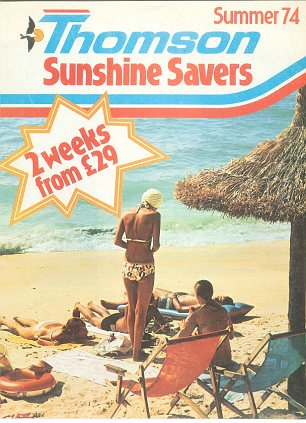 Summer 74
Thomson
Sunshine Savers
2 weeks
from £29